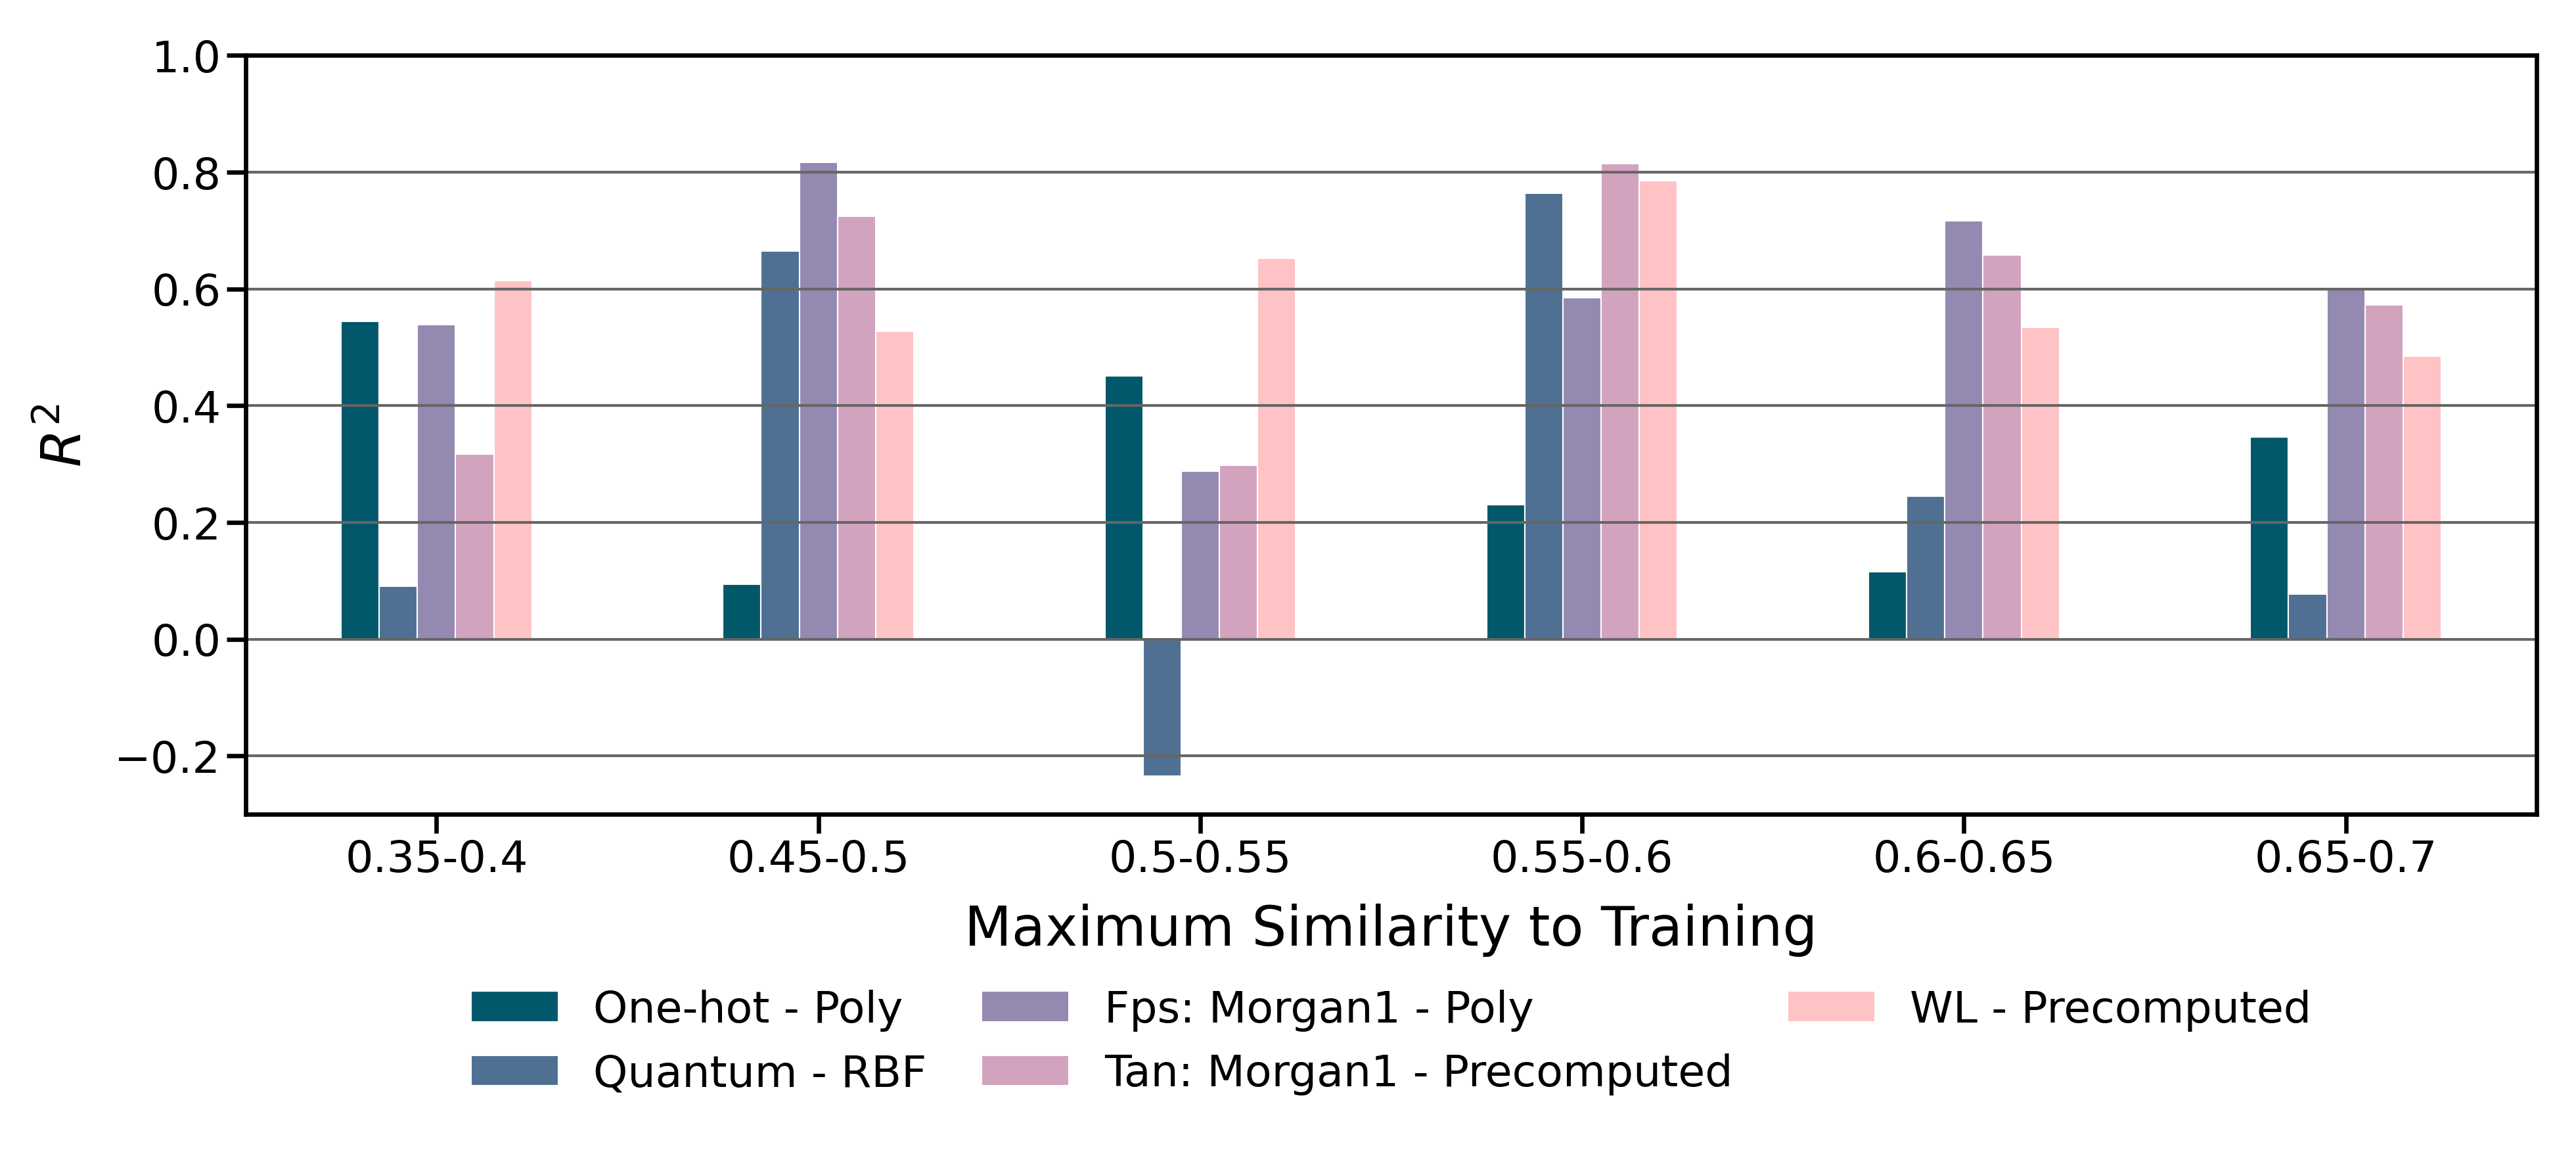 1.0
0.8
0.6
0.4
0.2
0.0
−0.2
R²
0.35-0.4 0.45-0.5 0.5-0.55 0.55-0.6 0.6-0.65 0.65-0.7
Maximum Similarity to Training
One-hot - Poly Fps: Morgan1 - Poly WL - Precomputed
Quantum - RBF Tan: Morgan1 - Precomputed